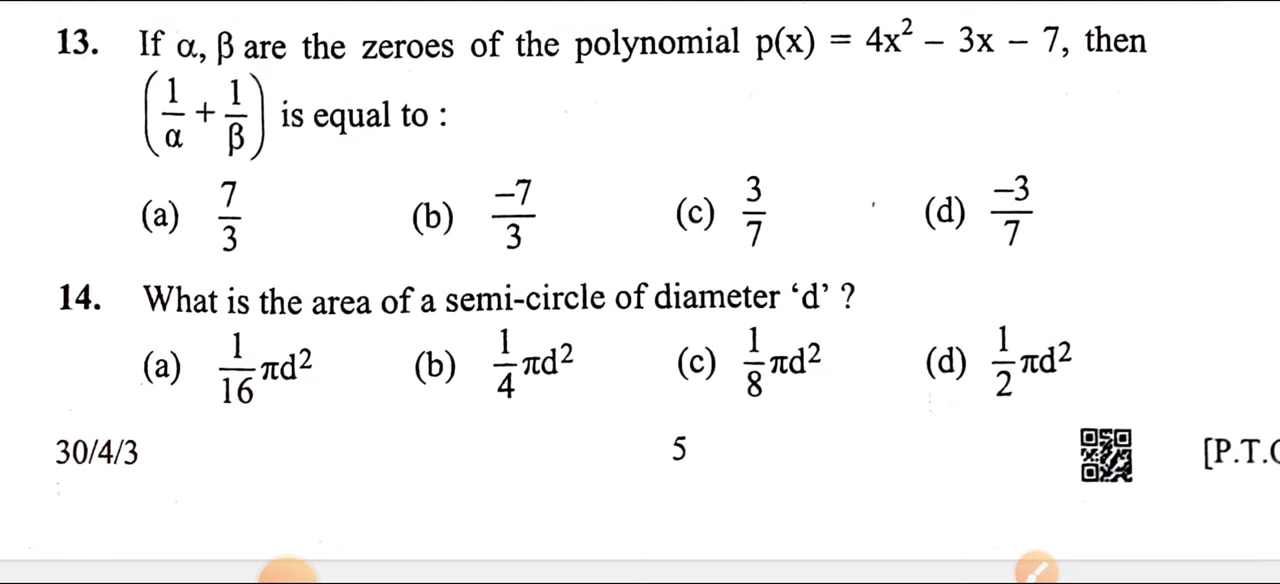 13. If α, β are the zeroes of the polynomial p(x) = 4x² – 3x – 7, then
(1/α + 1/β) is equal to :
(a) 7/3 (b) –7/3 (c) 3/7 (d) –3/7
14. What is the area of a semi-circle of diameter ‘d’ ?
(a) 1/16 πd² (b) 1/4 πd² (c) 1/8 πd² (d) 1/2 πd²
30/4/3 5 [P.T.